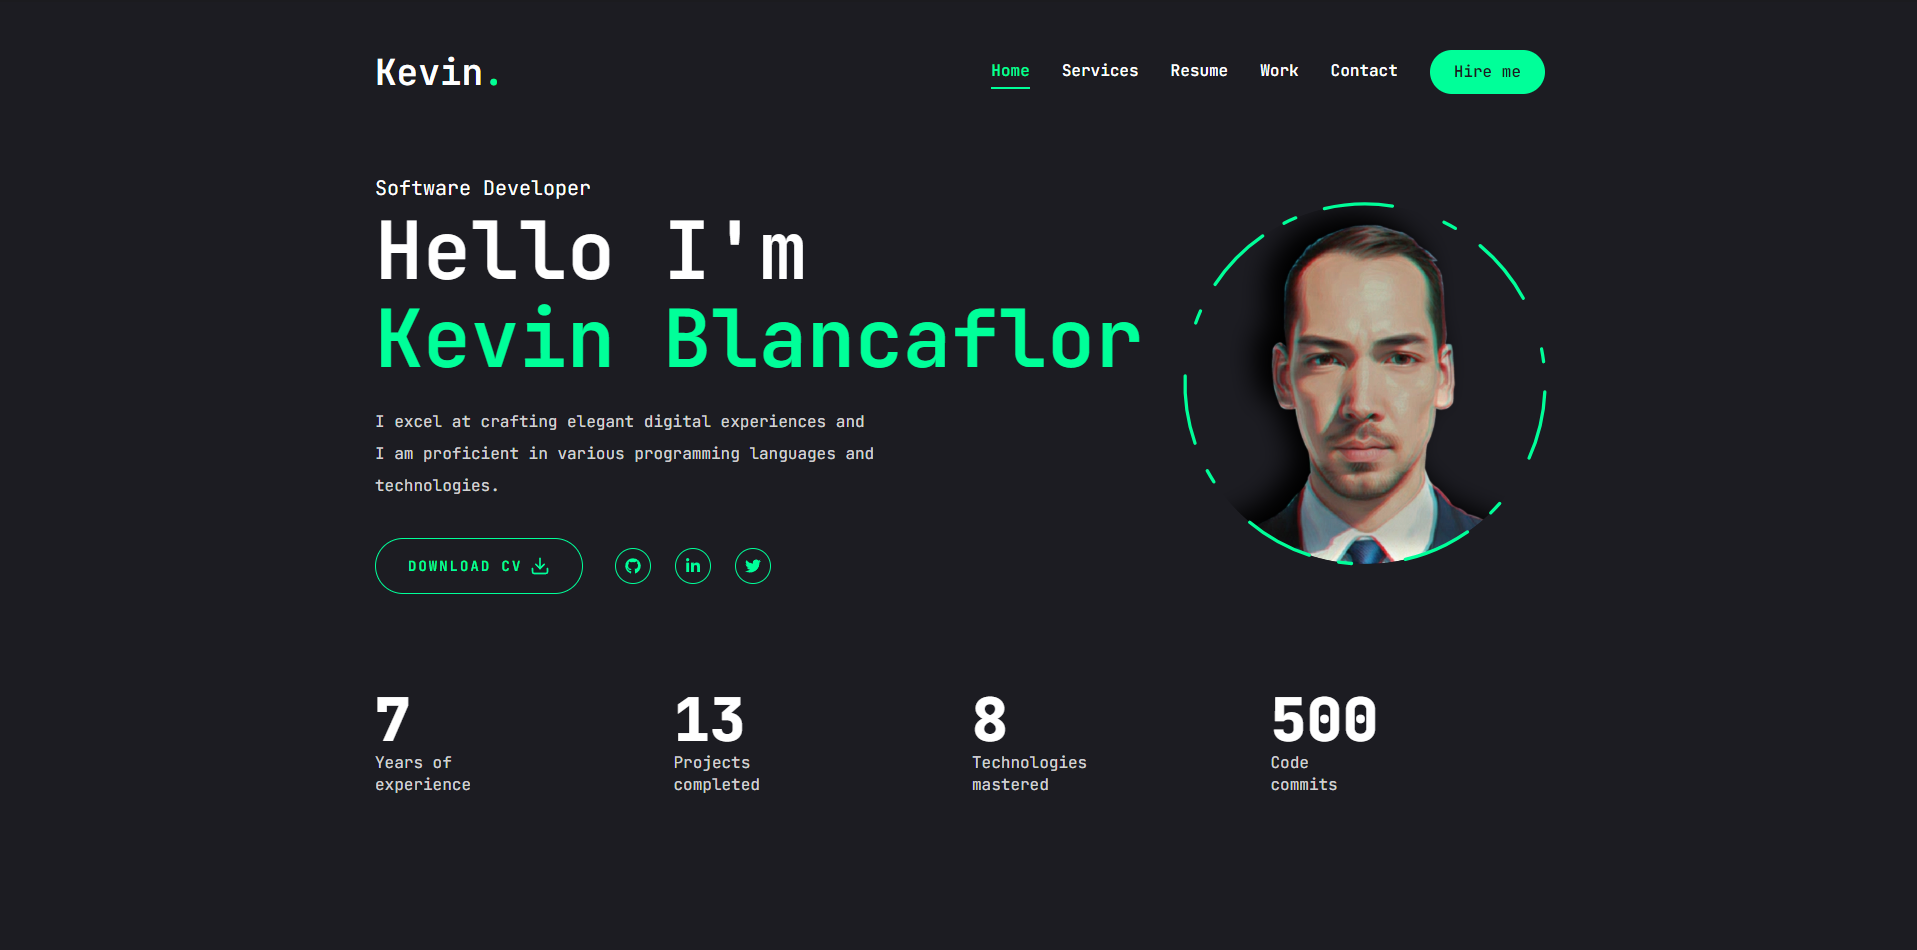 Kevin.
Home Services Resume Work Contact Hire me
Software Developer
Hello I'm
Kevin Blancaflor
I excel at crafting elegant digital experiences and
I am proficient in various programming languages and
technologies.
DOWNLOAD CV
in
7 13 8 500
Years of Projects Technologies Code
experience completed mastered commits